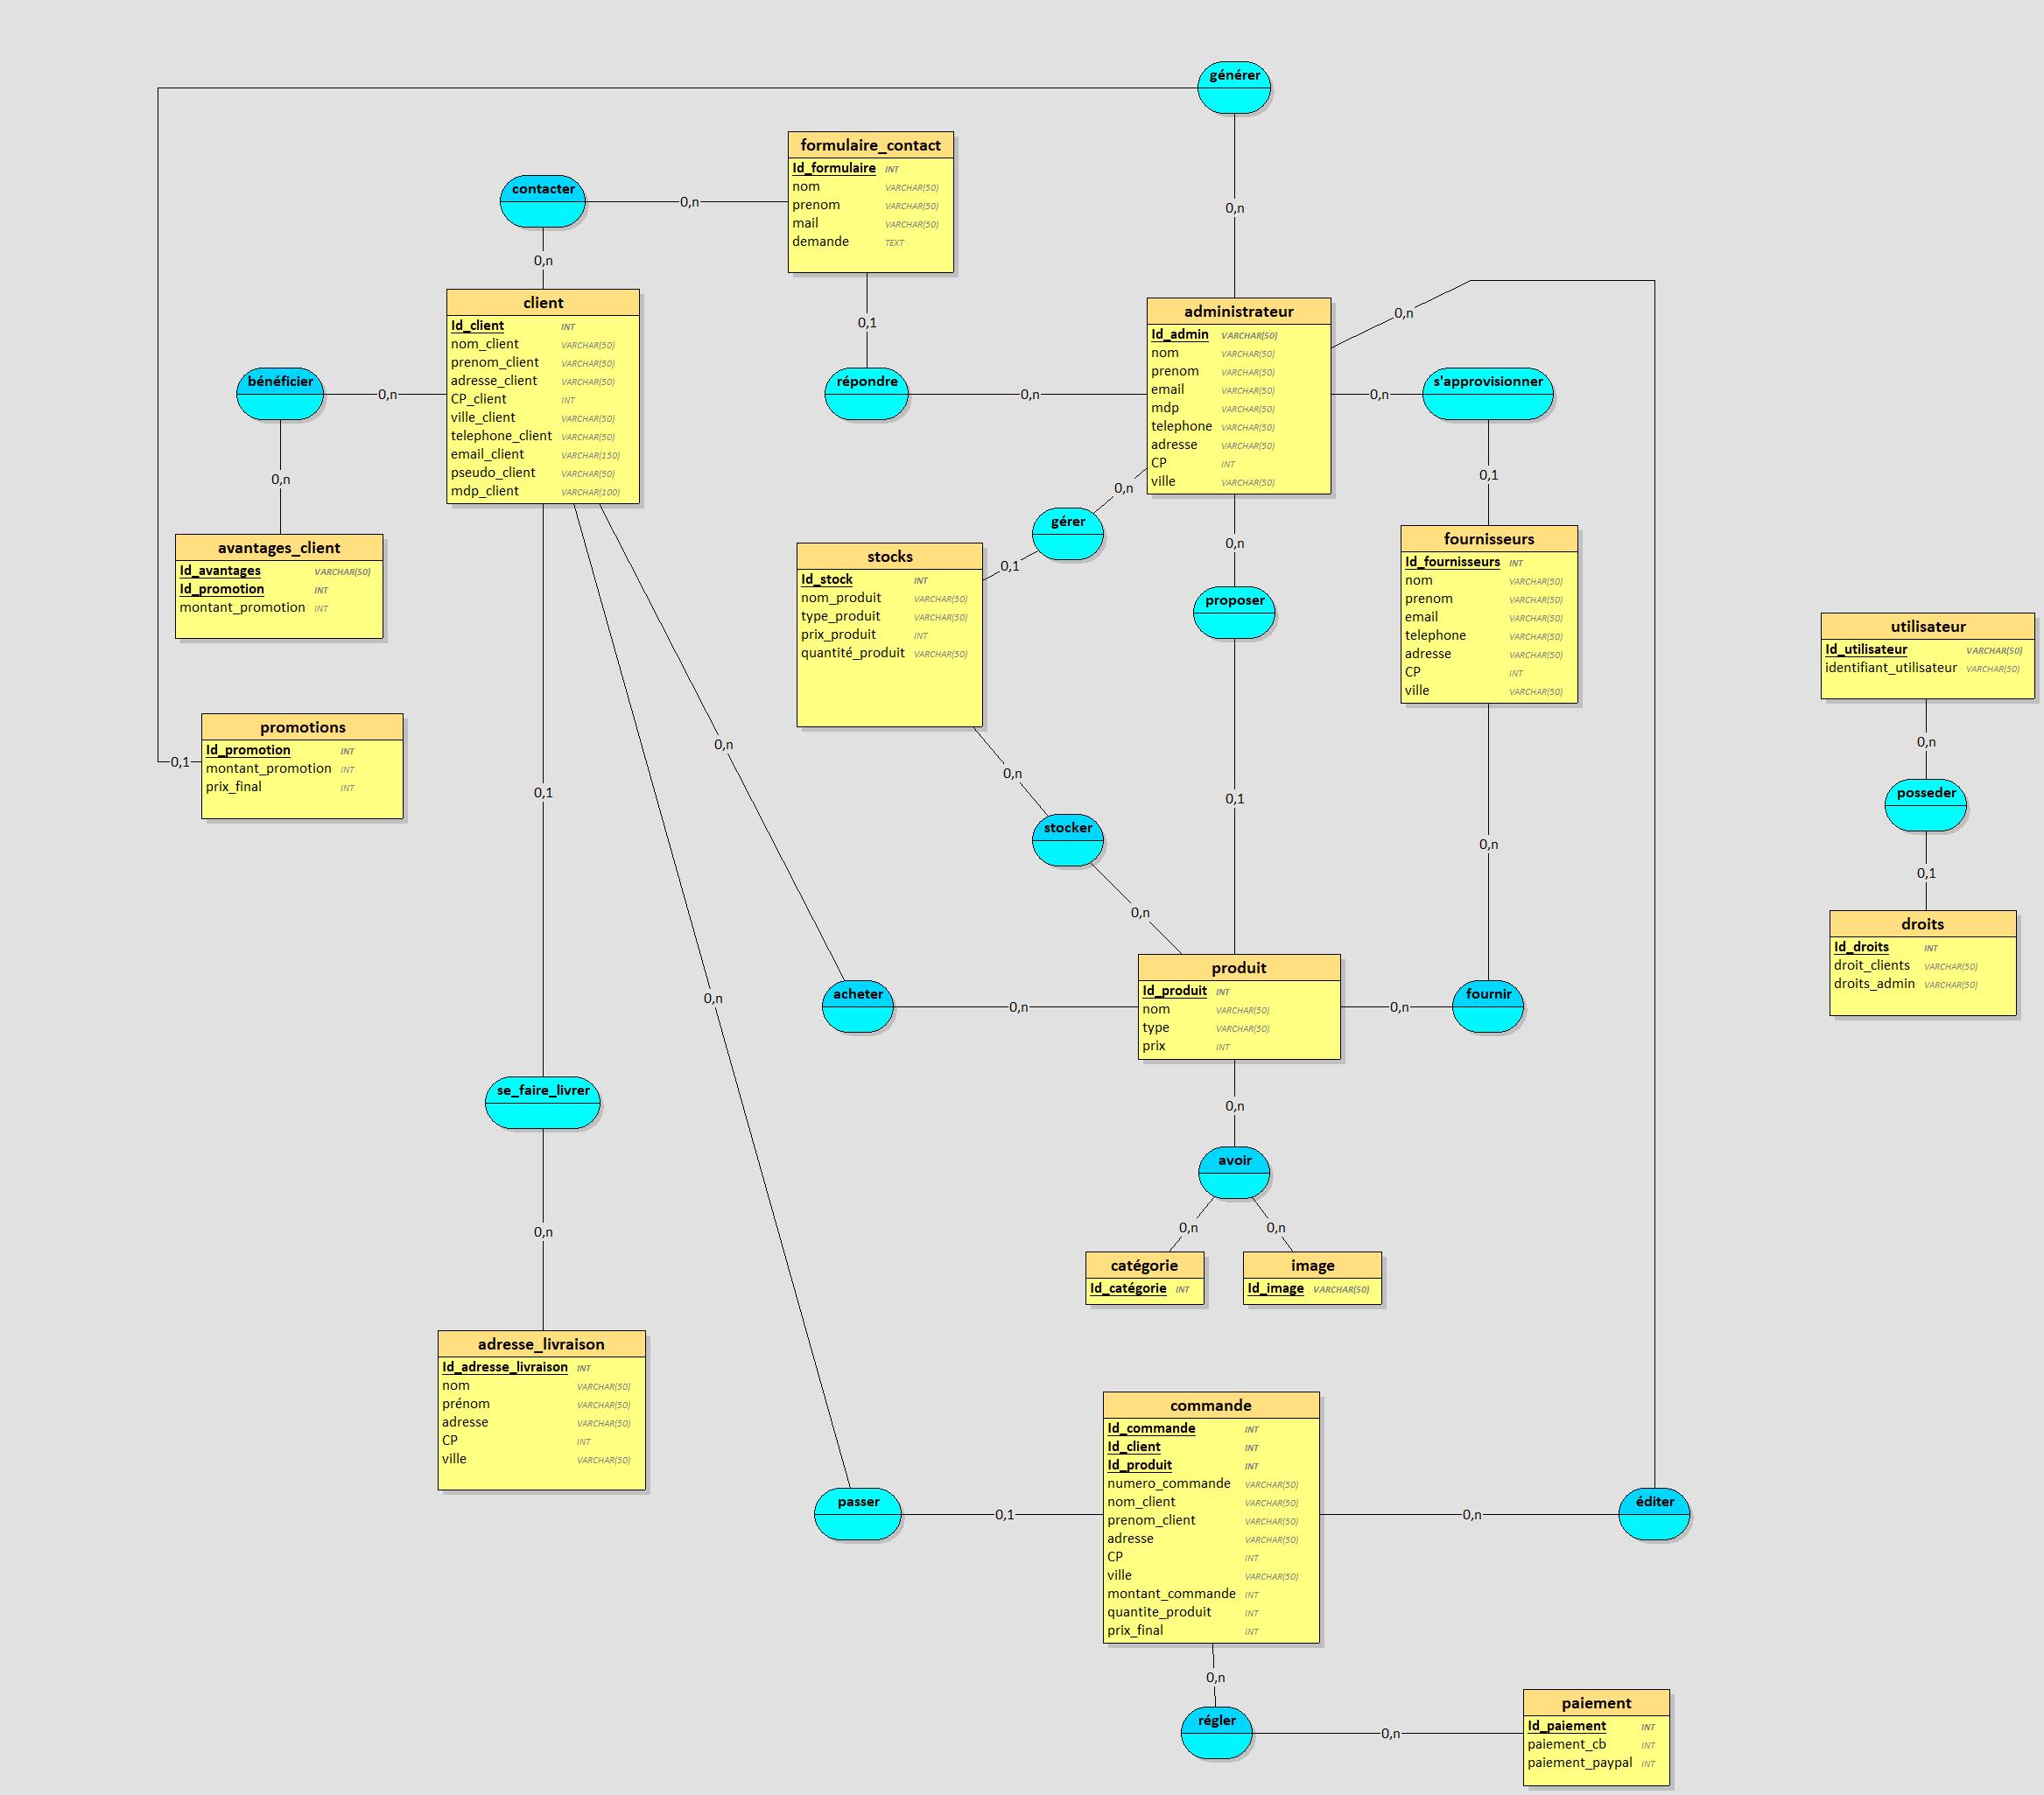 générer
0,n
formulaire_contact
Id_formulaire INT
nom VARCHAR(50)
prenom VARCHAR(50)
mail VARCHAR(50)
demande TEXT
contacter
0,n
0,n
0,1
client
Id_client INT
nom_client VARCHAR(50)
prenom_client VARCHAR(50)
adresse_client VARCHAR(50)
CP_client INT
ville_client VARCHAR(50)
telephone_client VARCHAR(50)
email_client VARCHAR(150)
pseudo_client VARCHAR(50)
mdp_client VARCHAR(100)
administrateur
Id_admin VARCHAR(50)
nom VARCHAR(50)
prenom VARCHAR(50)
email VARCHAR(50)
mdp VARCHAR(50)
telephone VARCHAR(50)
adresse VARCHAR(50)
CP INT
ville VARCHAR(50)
0,n
bénéficier
0,n
0,n
répondre
0,n
0,n
s'approvisionner
0,1
avantages_client
Id_avantages VARCHAR(50)
Id_promotion INT
montant_promotion INT
gérer
0,n
0,1
stocks
Id_stock INT
nom_produit VARCHAR(50)
type_produit VARCHAR(50)
prix_produit INT
quantité_produit VARCHAR(50)
0,n
proposer
0,1
fournisseurs
Id_fournisseurs INT
nom VARCHAR(50)
prenom VARCHAR(50)
email VARCHAR(50)
telephone VARCHAR(50)
adresse VARCHAR(50)
CP INT
ville VARCHAR(50)
utilisateur
Id_utilisateur VARCHAR(50)
identifiant_utilisateur VARCHAR(50)
0,n
posseder
0,1
droits
Id_droits INT
droit_clients VARCHAR(50)
droits_admin VARCHAR(50)
promotions
Id_promotion INT
montant_promotion INT
prix_final INT
0,1
0,1
0,n
0,n
0,n
stocker
0,n
0,n
produit
Id_produit INT
nom VARCHAR(50)
type VARCHAR(50)
prix INT
acheter
0,n
0,n
fournir
se_faire_livrer
0,n
0,n
avoir
0,n
0,n
catégorie
Id_catégorie INT
image
Id_image VARCHAR(50)
adresse_livraison
Id_adresse_livraison INT
nom VARCHAR(50)
prénom VARCHAR(50)
adresse VARCHAR(50)
CP INT
ville VARCHAR(50)
commande
Id_commande INT
Id_client INT
Id_produit INT
numero_commande VARCHAR(50)
nom_client VARCHAR(50)
prenom_client VARCHAR(50)
adresse VARCHAR(50)
CP INT
ville VARCHAR(50)
montant_commande INT
quantite_produit INT
prix_final INT
passer
0,1
0,n
éditer
0,n
régler
0,n
paiement
Id_paiement INT
paiement_cb INT
paiement_paypal INT